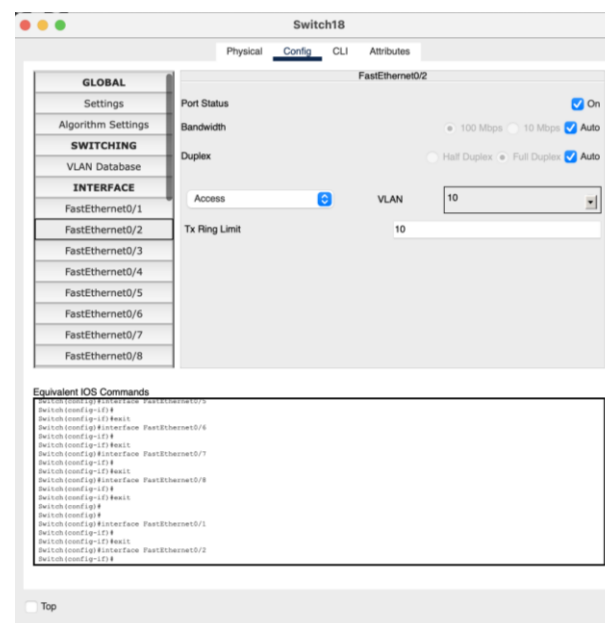 Switch18
Physical Config CLI Attributes
GLOBAL
Settings
Algorithm Settings
SWITCHING
VLAN Database
INTERFACE
FastEthernet0/1
FastEthernet0/2
FastEthernet0/3
FastEthernet0/4
FastEthernet0/5
FastEthernet0/6
FastEthernet0/7
FastEthernet0/8
FastEthernet0/2
Port Status On
Bandwidth 100 Mbps 10 Mbps Auto
Duplex Half Duplex Full Duplex Auto
Access VLAN 10
Tx Ring Limit 10
Equivalent IOS Commands
Switch(config)#interface FastEthernet0/5
Switch(config-if)#
Switch(config-if)#exit
Switch(config)#interface FastEthernet0/6
Switch(config-if)#
Switch(config-if)#exit
Switch(config)#interface FastEthernet0/7
Switch(config-if)#
Switch(config-if)#exit
Switch(config)#interface FastEthernet0/8
Switch(config-if)#
Switch(config-if)#exit
Switch(config)#
Switch(config)#
Switch(config)#interface FastEthernet0/1
Switch(config-if)#
Switch(config-if)#exit
Switch(config)#interface FastEthernet0/2
Switch(config-if)#
Top